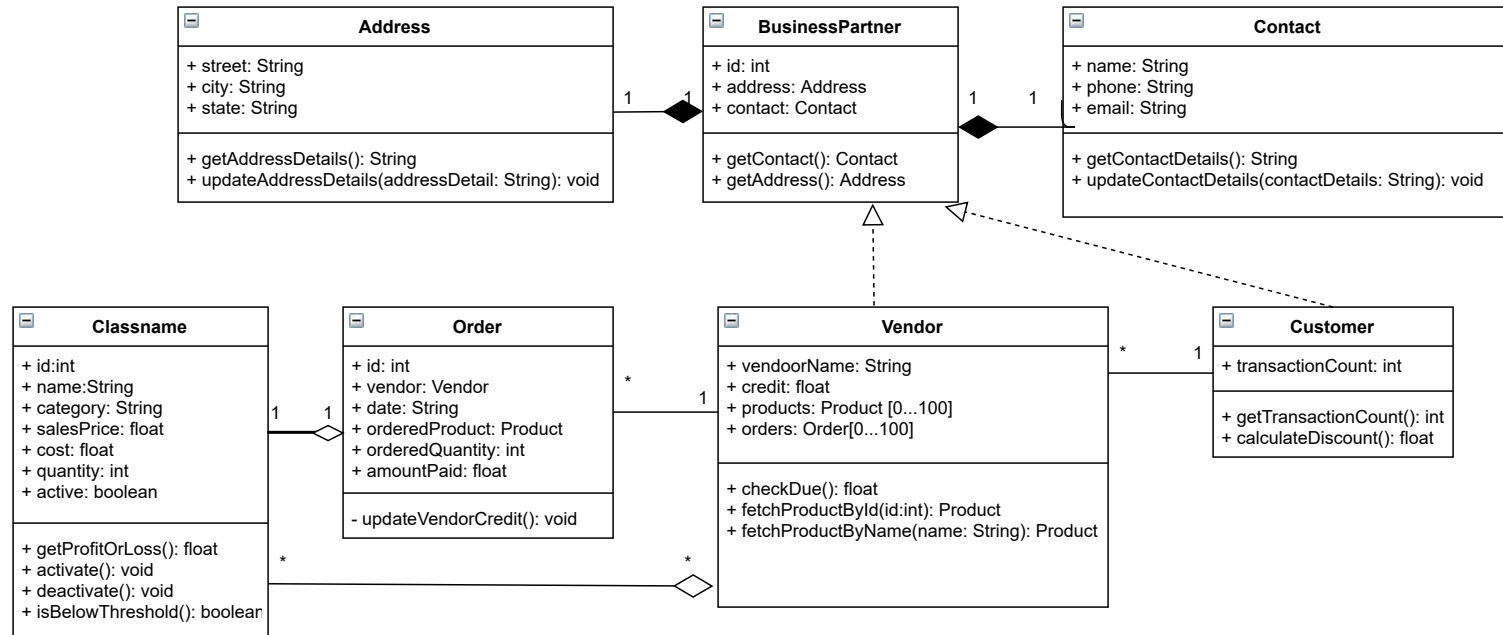 Address
+ street: String
+ city: String
+ state: String
+ getAddressDetails(): String
+ updateAddressDetails(addressDetail: String): void
1
1
BusinessPartner
+ id: int
+ address: Address
+ contact: Contact
+ getContact(): Contact
+ getAddress(): Address
1
1
Contact
+ name: String
+ phone: String
+ email: String
+ getContactDetails(): String
+ updateContactDetails(contactDetails: String): void
Classname
+ id:int
+ name:String
+ category: String
+ salesPrice: float
+ cost: float
+ quantity: int
+ active: boolean
+ getProfitOrLoss(): float
+ activate(): void
+ deactivate(): void
+ isBelowThreshold(): boolean
1
1
Order
+ id: int
+ vendor: Vendor
+ date: String
+ orderedProduct: Product
+ orderedQuantity: int
+ amountPaid: float
- updateVendorCredit(): void
*
1
*
*
Vendor
+ vendoorName: String
+ credit: float
+ products: Product [0...100]
+ orders: Order[0...100]
+ checkDue(): float
+ fetchProductById(id:int): Product
+ fetchProductByName(name: String): Product
*
1
Customer
+ transactionCount: int
+ getTransactionCount(): int
+ calculateDiscount(): float